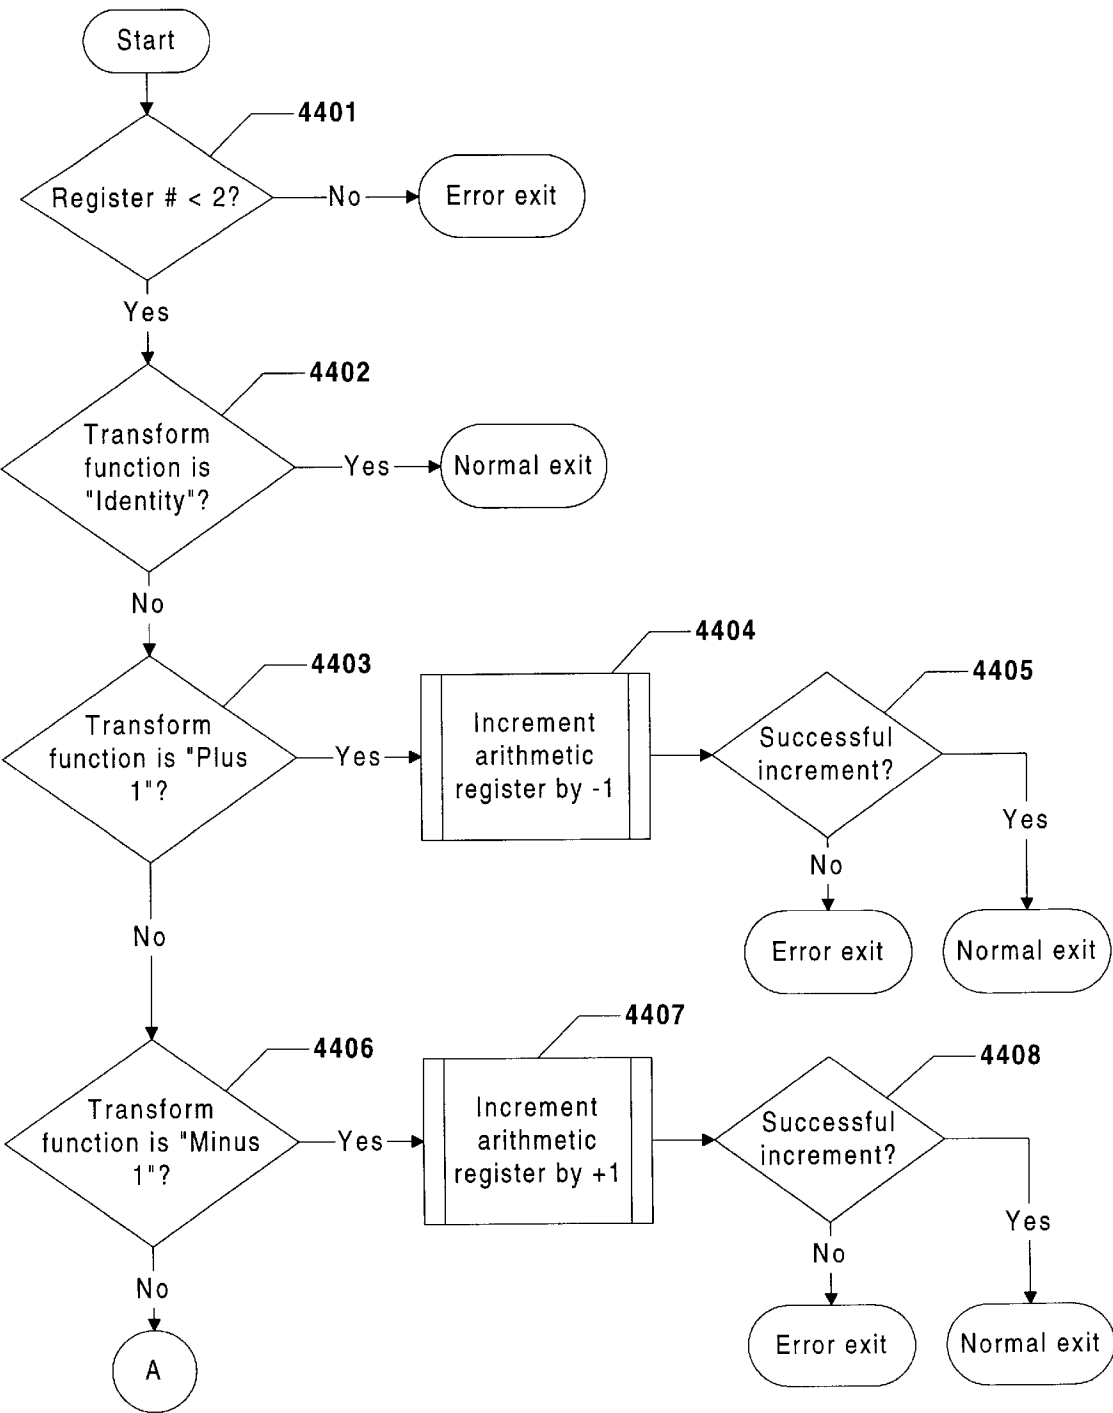 Start
4401
Register # < 2?
No
Error exit
Yes
4402
Transform
function is
"Identity"?
Yes
Normal exit
No
4403
Transform
function is "Plus
1"?
Yes
4404
Increment
arithmetic
register by -1
4405
Successful
increment?
Yes
No
Error exit
Normal exit
No
4406
Transform
function is "Minus
1"?
Yes
4407
Increment
arithmetic
register by +1
4408
Successful
increment?
Yes
No
Error exit
Normal exit
No
A